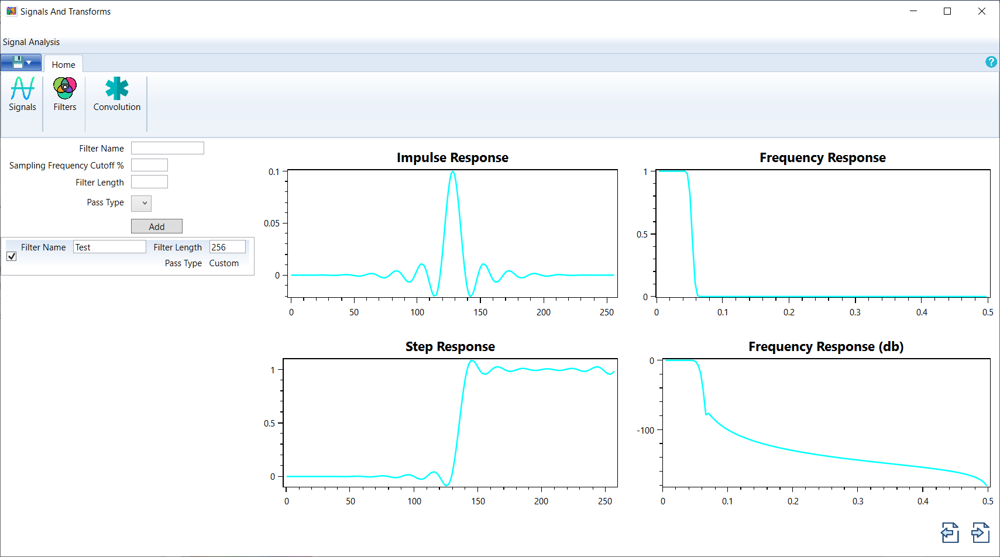 Signals And Transforms
Signal Analysis
Home
?
Signals
Filters
Convolution
Filter Name
Sampling Frequency Cutoff %
Filter Length
Pass Type
Add
Filter Name Test Filter Length 256
Pass Type Custom
Impulse Response
0.1
0.05
0
0 50 100 150 200 250
Frequency Response
1
0.5
0
0 0.1 0.2 0.3 0.4 0.5
Step Response
1
0.5
0
0 50 100 150 200 250
Frequency Response (db)
0
-100
0 0.1 0.2 0.3 0.4 0.5